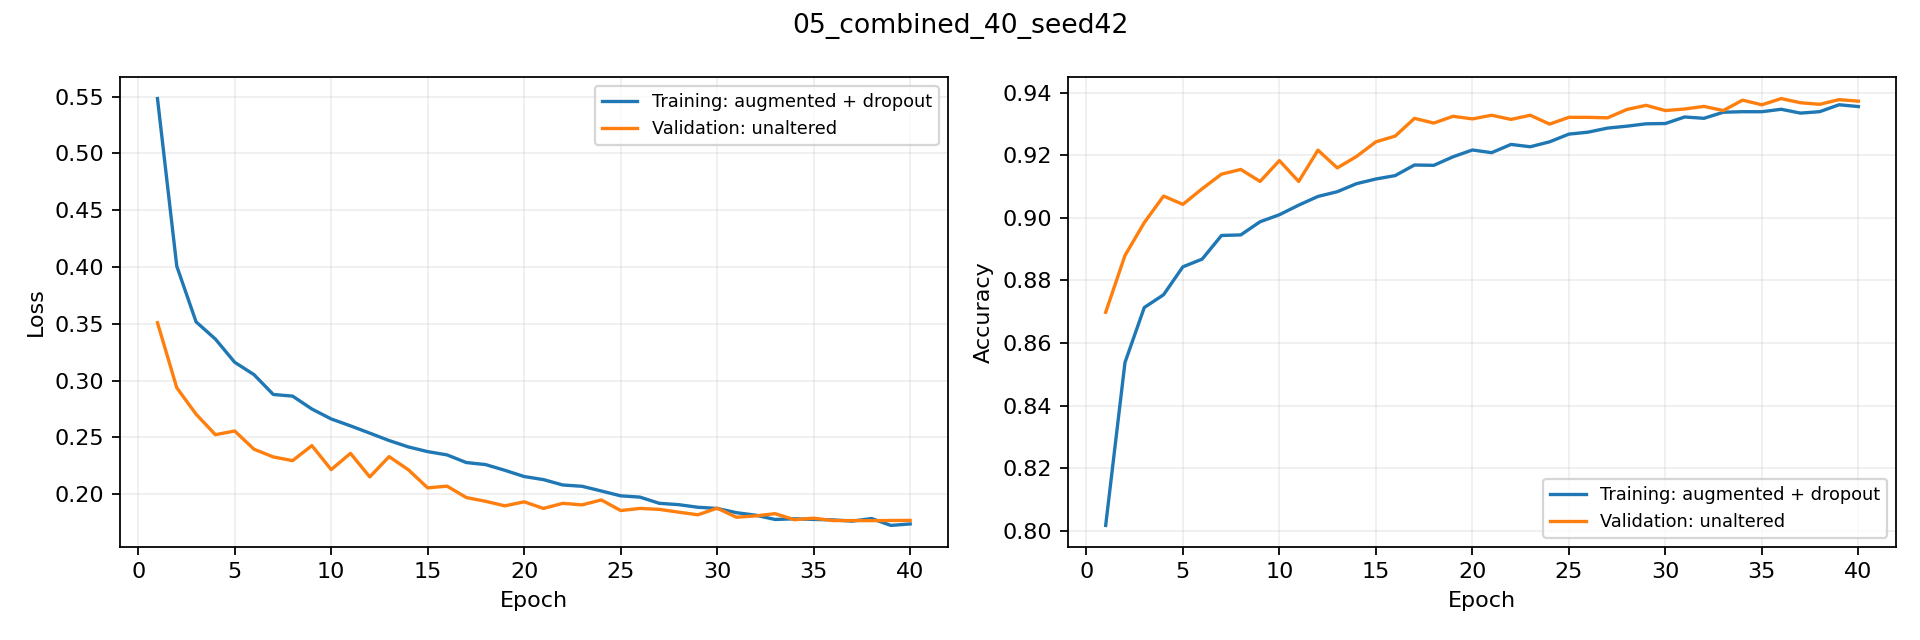 05_combined_40_seed42
0.55
0.50
0.45
0.40
0.35
0.30
0.25
0.20
Loss
Training: augmented + dropout
Validation: unaltered
0 5 10 15 20 25 30 35 40
Epoch
0.94
0.92
0.90
0.88
0.86
0.84
0.82
0.80
Accuracy
Training: augmented + dropout
Validation: unaltered
0 5 10 15 20 25 30 35 40
Epoch